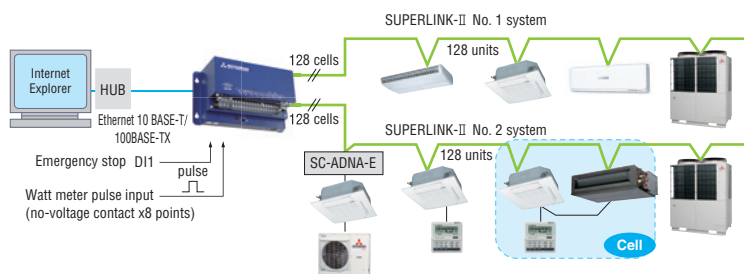 SUPERLINK-II No. 1 system
128 cells
128 units
Internet
Explorer
HUB
Ethernet 10 BASE-T/
100BASE-TX
128 cells
SUPERLINK-II No. 2 system
128 units
Emergency stop DI1
pulse
SC-ADNA-E
Watt meter pulse input
(no-voltage contact x8 points)
Cell